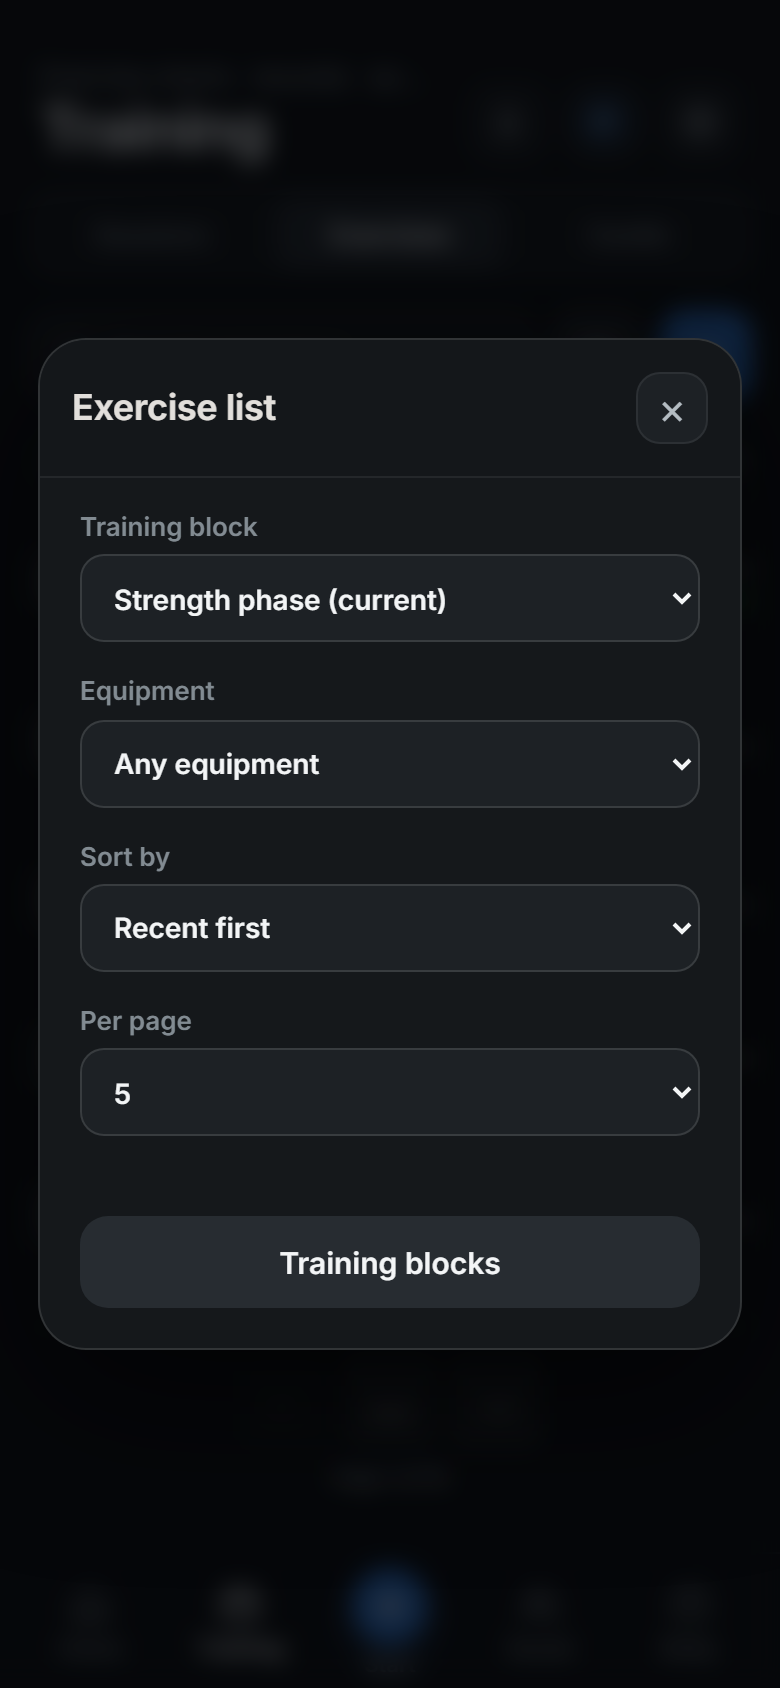 Training
Exercise list
Training block
Strength phase (current)
Equipment
Any equipment
Sort by
Recent first
Per page
5
Training blocks